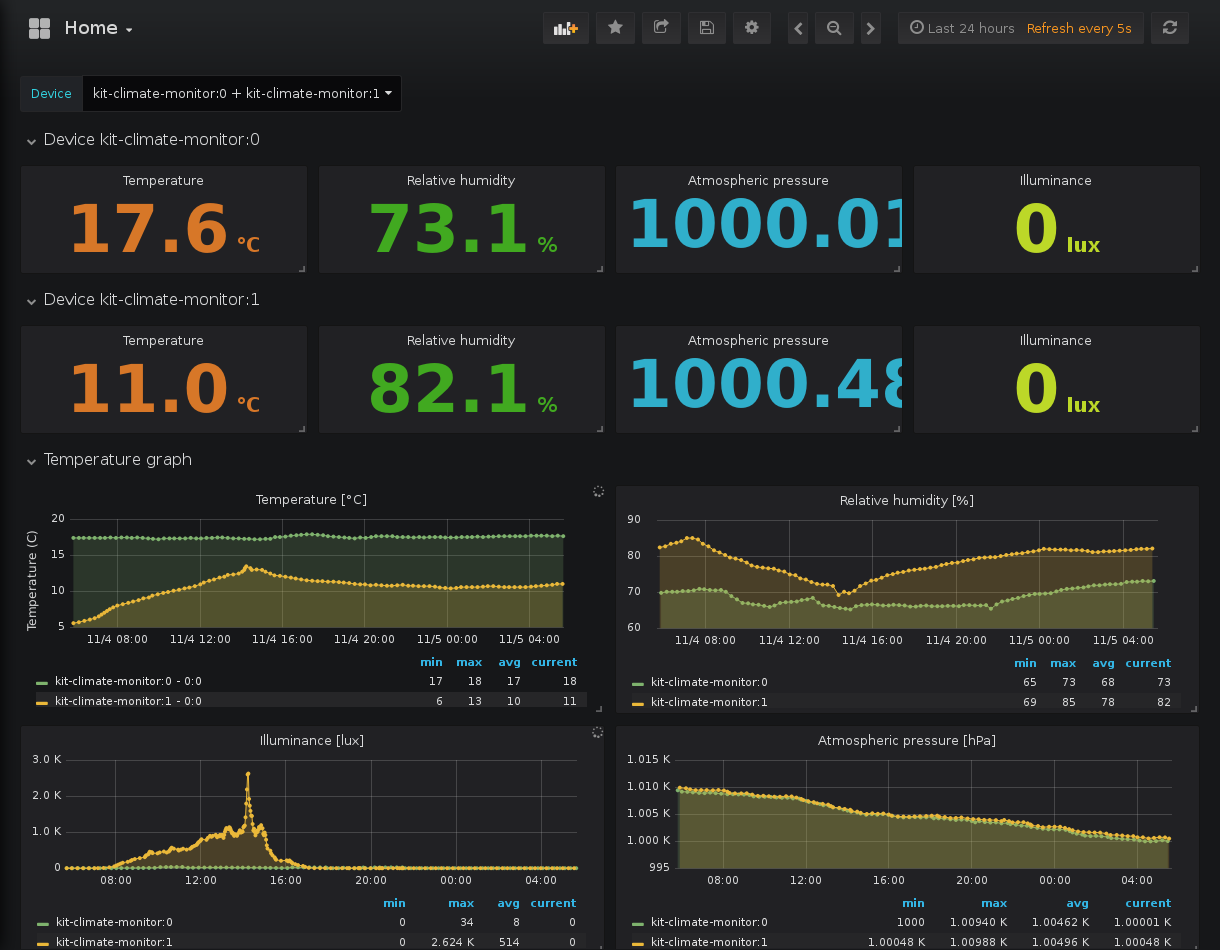 Home
Last 24 hours Refresh every 5s
Device kit-climate-monitor:0 + kit-climate-monitor:1
Device kit-climate-monitor:0
Temperature Relative humidity Atmospheric pressure Illuminance
17.6 °C 73.1 % 1000.01 0 lux
Device kit-climate-monitor:1
Temperature Relative humidity Atmospheric pressure Illuminance
11.0 °C 82.1 % 1000.48 0 lux
Temperature graph
Temperature [°C]
Temperature (C)
20
15
10
5
11/4 08:00 11/4 12:00 11/4 16:00 11/4 20:00 11/5 00:00 11/5 04:00
min max avg current
kit-climate-monitor:0 - 0:0 17 18 17 18
kit-climate-monitor:1 - 0:0 6 13 10 11
Relative humidity [%]
90
80
70
60
11/4 08:00 11/4 12:00 11/4 16:00 11/4 20:00 11/5 00:00 11/5 04:00
min max avg current
kit-climate-monitor:0 65 73 68 73
kit-climate-monitor:1 69 85 78 82
Illuminance [lux]
3.0 K
2.0 K
1.0 K
0
08:00 12:00 16:00 20:00 00:00 04:00
min max avg current
kit-climate-monitor:0 0 34 8 0
kit-climate-monitor:1 0 2.624 K 514 0
Atmospheric pressure [hPa]
1.015 K
1.010 K
1.005 K
1.000 K
995
08:00 12:00 16:00 20:00 00:00 04:00
min max avg current
kit-climate-monitor:0 1000 1.00940 K 1.00462 K 1.00001 K
kit-climate-monitor:1 1.00048 K 1.00988 K 1.00496 K 1.00048 K